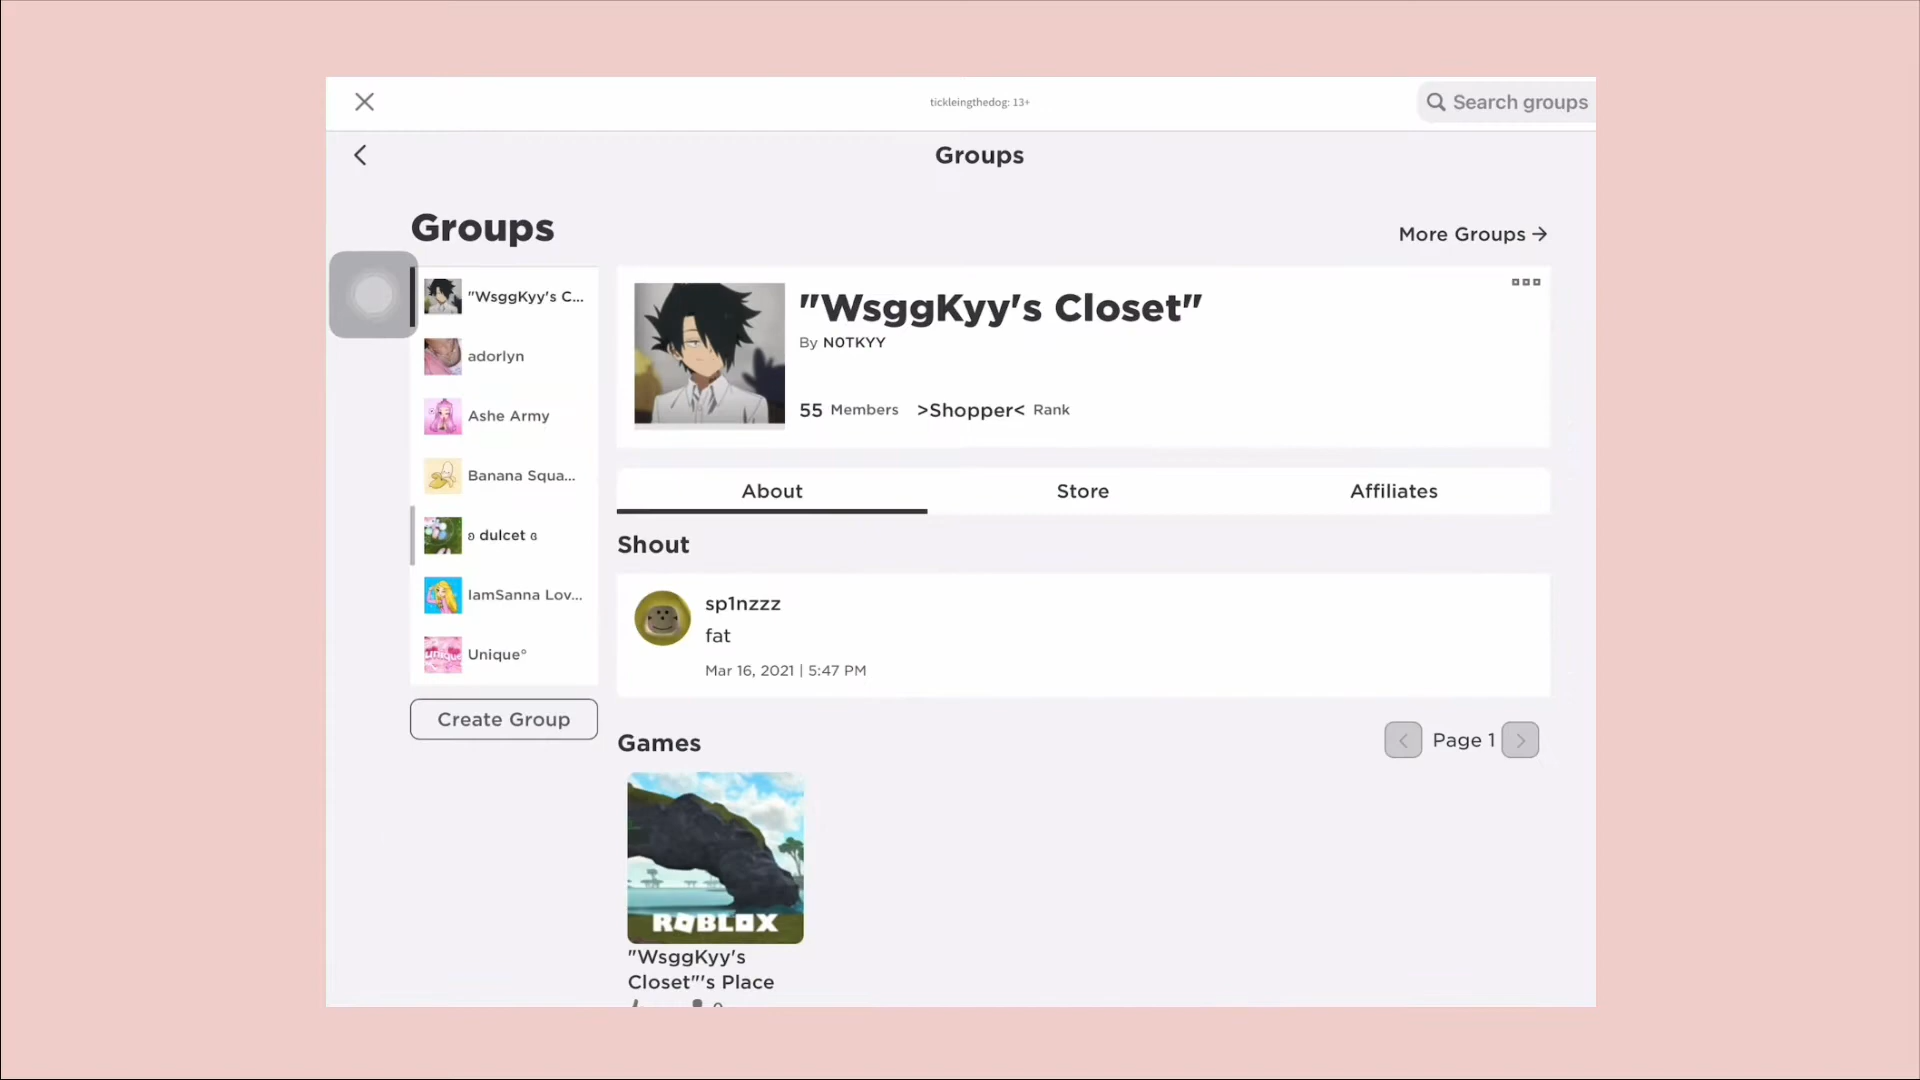 tickleingthedog: 13+
Search groups
Groups
Groups
More Groups →
"WsggKyy's C...
adorlyn
Ashe Army
Banana Squa...
ʚ dulcet ɞ
IamSanna Lov...
unique
Unique°
Create Group
"WsggKyy's Closet"
By N0TKYY
55 Members >Shopper< Rank
About Store Affiliates
Shout
sp1nzzz
fat
Mar 16, 2021 | 5:47 PM
Games
Page 1
ROBLOX
"WsggKyy's
Closet"'s Place